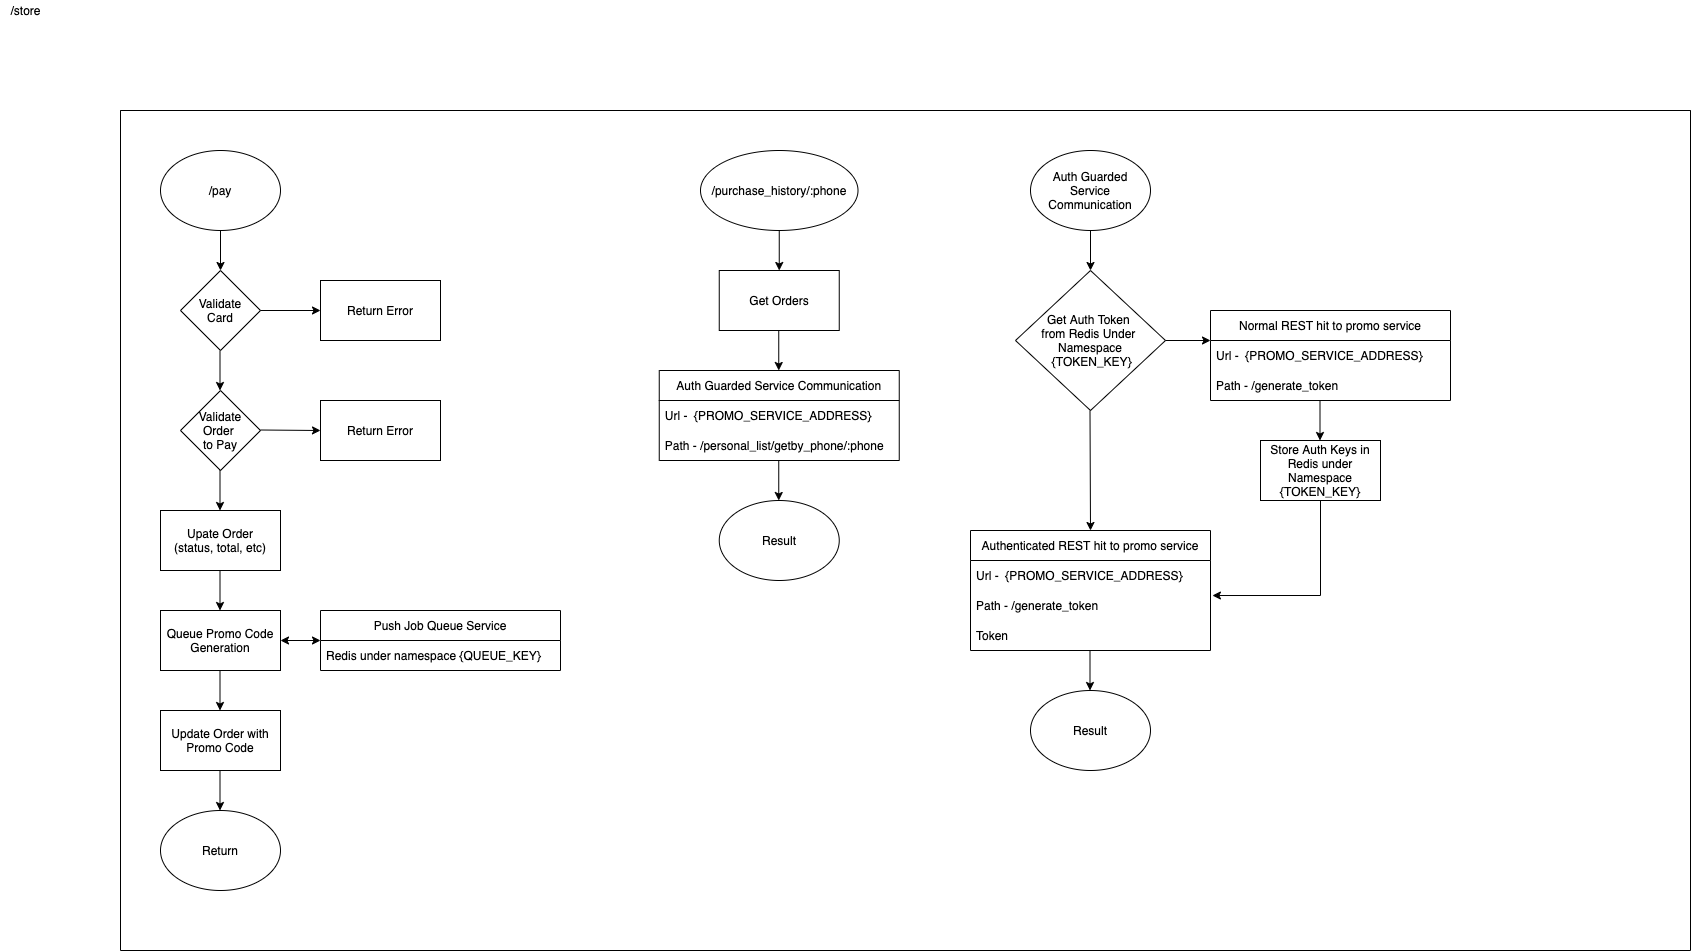 /store
/pay
Validate
Card
Return Error
Validate
Order
to Pay
Return Error
Upate Order
(status, total, etc)
Queue Promo Code
Generation
Push Job Queue Service
Redis under namespace {QUEUE_KEY}
Update Order with
Promo Code
Return
/purchase_history/:phone
Get Orders
Auth Guarded Service Communication
Url -  {PROMO_SERVICE_ADDRESS}
Path - /personal_list/getby_phone/:phone
Result
Auth Guarded
Service
Communication
Get Auth Token
from Redis Under
Namespace
{TOKEN_KEY}
Normal REST hit to promo service
Url -  {PROMO_SERVICE_ADDRESS}
Path - /generate_token
Store Auth Keys in
Redis under
Namespace
{TOKEN_KEY}
Authenticated REST hit to promo service
Url -  {PROMO_SERVICE_ADDRESS}
Path - /generate_token
Token
Result